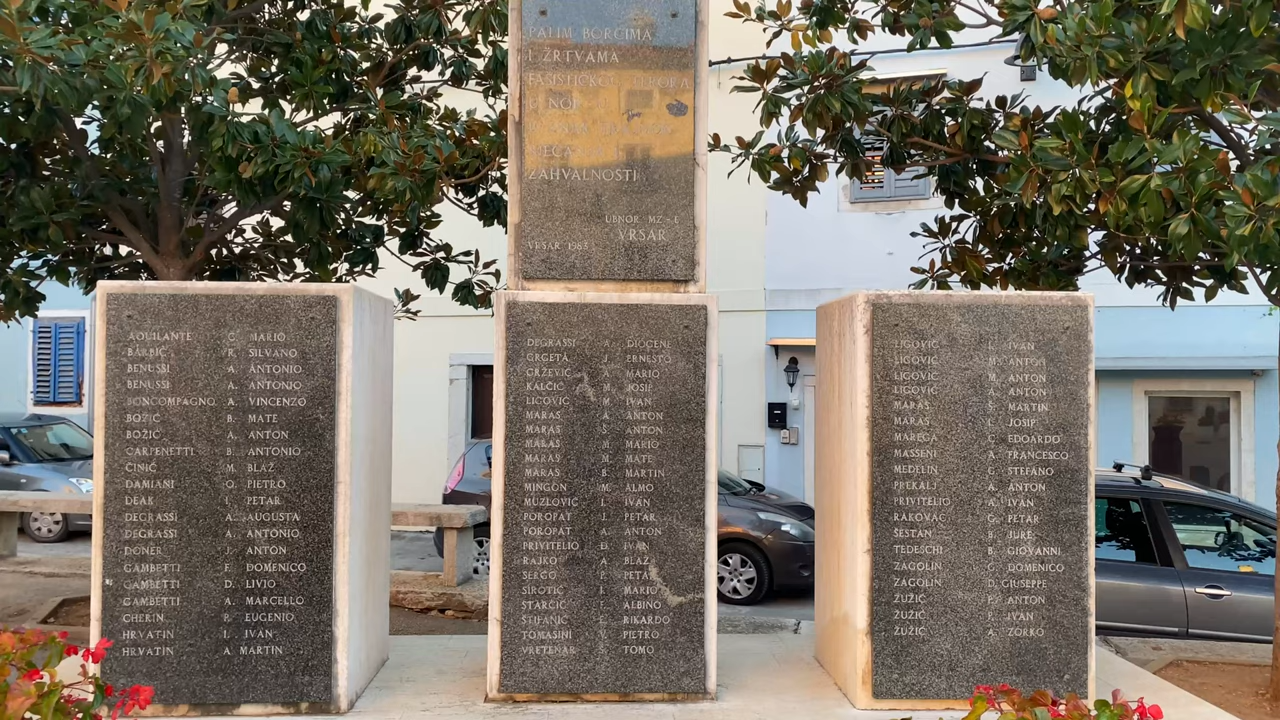 PALIM BORCIMA
I ŽRTVAMA
FAŠISTIČKOG TERORA
U NOB
ZAHVALNOSTI
UBNOR MZ-E
VRSAR
VRSAR 1983
AQUILANTE C. MARIO
BARBIĆ R. SILVANO
BENUSSI A. ANTONIO
BENUSSI A. ANTONIO
BONCOMPAGNO A. VINCENZO
BOŽIĆ B. MATE
BOŽIĆ A. ANTON
CARPENETTI B. ANTONIO
ČINIĆ M. BLAŽ
DAMIANI O. PIETRO
DEAK I. PETAR
DEGRASSI A. AUGUSTA
DEGRASSI A. ANTONIO
DONER J. ANTON
GAMBETTI F. DOMENICO
GAMBETTI D. LIVIO
GAMBETTI A. MARCELLO
GHERIN P. EUGENIO
HRVATIN I. IVAN
HRVATIN A. MARTIN
DEGRASSI A. DIOGENE
GRGETA J. ERNESTO
GRŽEVIĆ A. MARIO
KALČIĆ M. JOSIP
LIGOVIĆ M. IVAN
MARAS A. ANTON
MARAS S. ANTON
MARAS M. MARIO
MARAS M. MATE
MARAS B. MARTIN
MINGON M. ALMO
MUZLOVIĆ I. IVAN
POROPAT J. PETAR
POROPAT A. ANTON
PRIVITELIO D. IVAN
RAJKO A. BLAŽ
SERGO P. PETAR
SIROTIĆ I. MARIO
STARČIĆ F. ALBINO
ŠTIFANIĆ E. RIKARDO
TOMASINI V. PIETRO
VRETENAR S. TOMO
LIGOVIĆ IVAN
LIGOVIĆ M. ANTON
LIGOVIĆ M. ANTON
LIGOVIĆ A. ANTON
MARAS S. MARTIN
MARAS L. JOSIP
MAREGA C. EDOARDO
MASSENI A. FRANCESCO
MEDELIN G. STEFANO
PREKALJ A. ANTON
PRIVITELIO A. IVAN
RAKOVAC G. PETAR
ŠESTAN B. JURE
TEDESCHI B. GIOVANNI
ZAGOLIN G. DOMENICO
ZAGOLIN D. GIUSEPPE
ŽUŽIĆ P. ANTON
ŽUŽIĆ P. IVAN
ŽUŽIĆ A. ZORKO